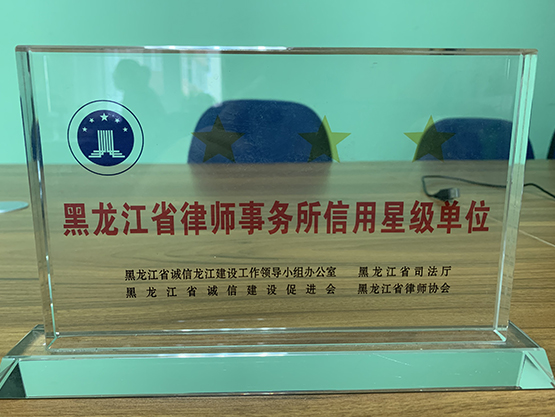 黑龙江省律师事务所信用星级单位
黑龙江省诚信龙江建设工作领导小组办公室 黑龙江省司法厅
黑龙江省诚信建设促进会 黑龙江省律师协会